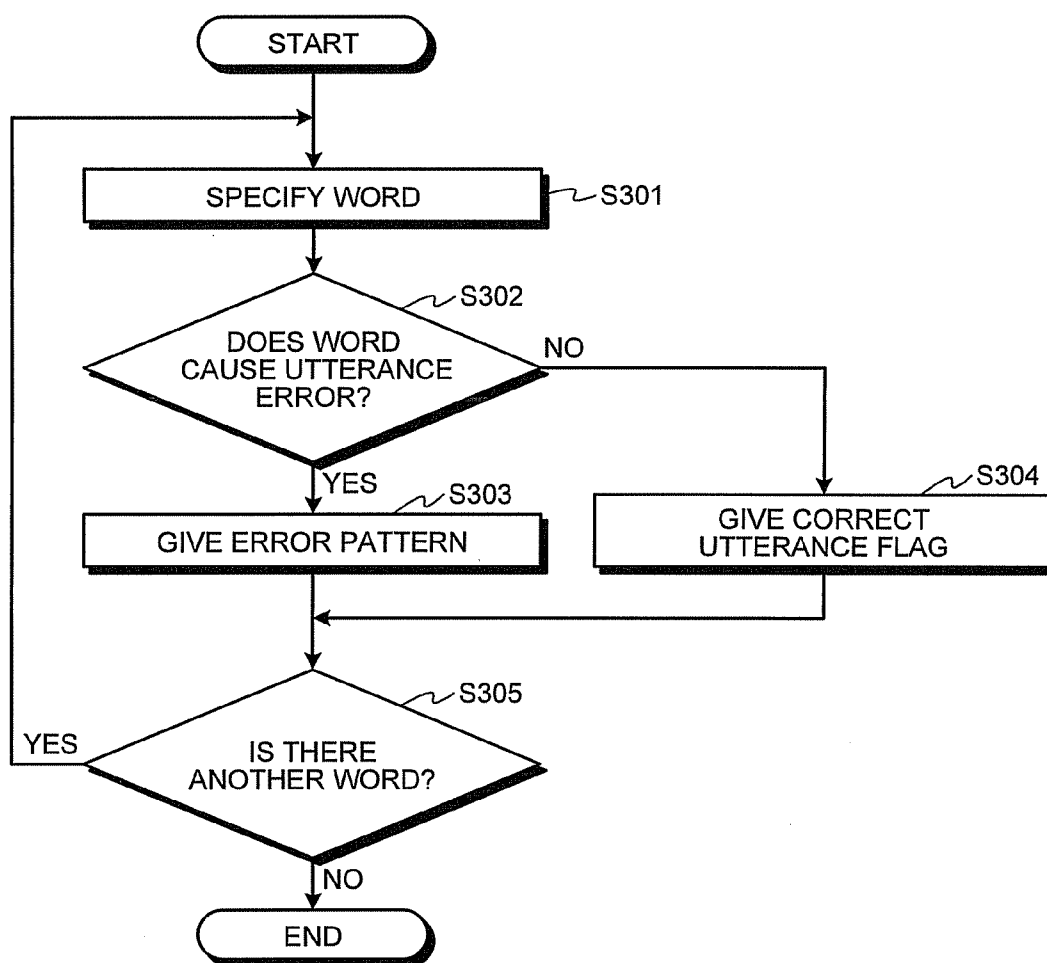 START
SPECIFY WORD
S301
S302
DOES WORD
CAUSE UTTERANCE
ERROR?
NO
YES
S303
GIVE ERROR PATTERN
S304
GIVE CORRECT
UTTERANCE FLAG
S305
YES
IS THERE
ANOTHER WORD?
NO
END